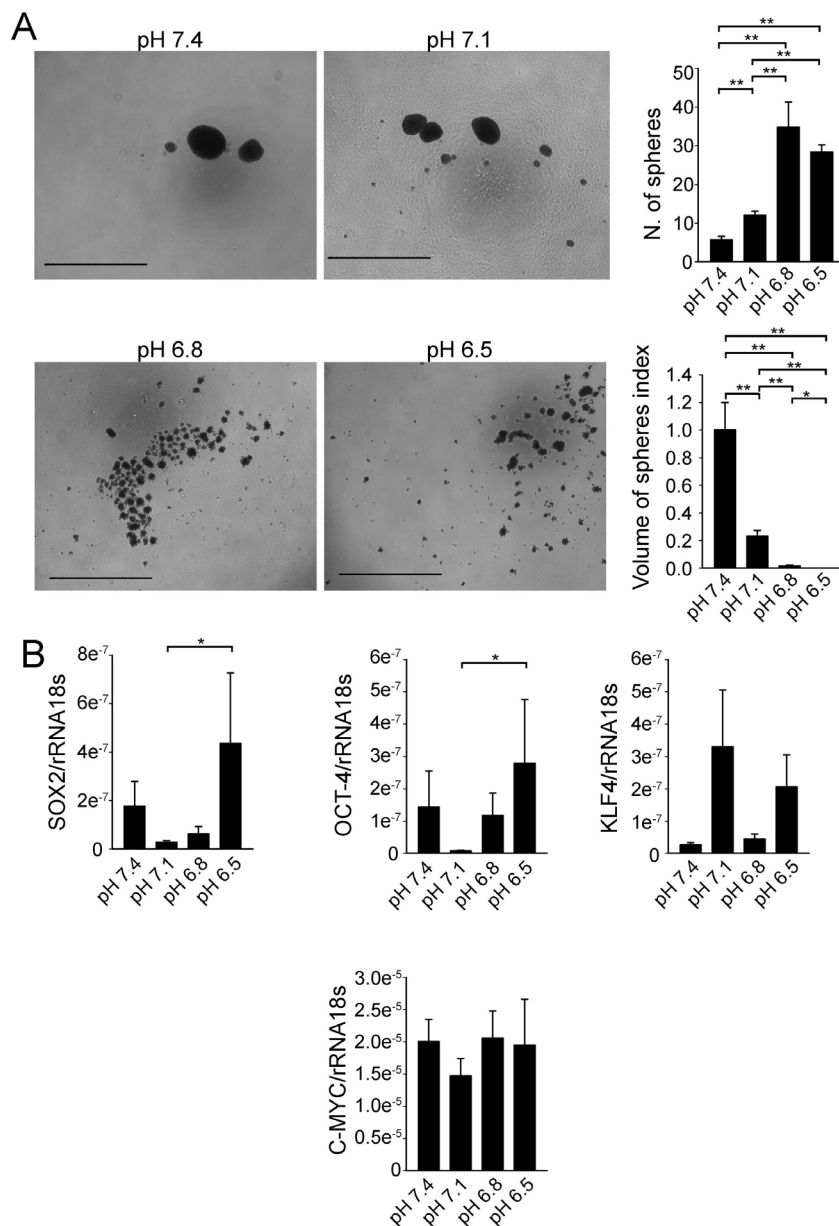 A
pH 7.4
pH 7.1
** 
**
**
**
**
50
40
30
20
10
0
N. of spheres
pH 7.4
pH 7.1
pH 6.8
pH 6.5
pH 6.8
pH 6.5
**
**
**
**
**
*
1.4
1.2
1.0
0.8
0.6
0.4
0.2
0.0
Volume of spheres index
pH 7.4
pH 7.1
pH 6.8
pH 6.5
B
*
8e-7
6e-7
4e-7
2e-7
0
SOX2/rRNA18s
pH 7.4
pH 7.1
pH 6.8
pH 6.5
*
6e-7
5e-7
4e-7
3e-7
2e-7
1e-7
0
OCT-4/rRNA18s
pH 7.4
pH 7.1
pH 6.8
pH 6.5
6e-7
5e-7
4e-7
3e-7
2e-7
1e-7
0
KLF4/rRNA18s
pH 7.4
pH 7.1
pH 6.8
pH 6.5
3.0e-5
2.5e-5
2.0e-5
1.5e-5
1.0e-5
0.5e-5
0
C-MYC/rRNA18s
pH 7.4
pH 7.1
pH 6.8
pH 6.5